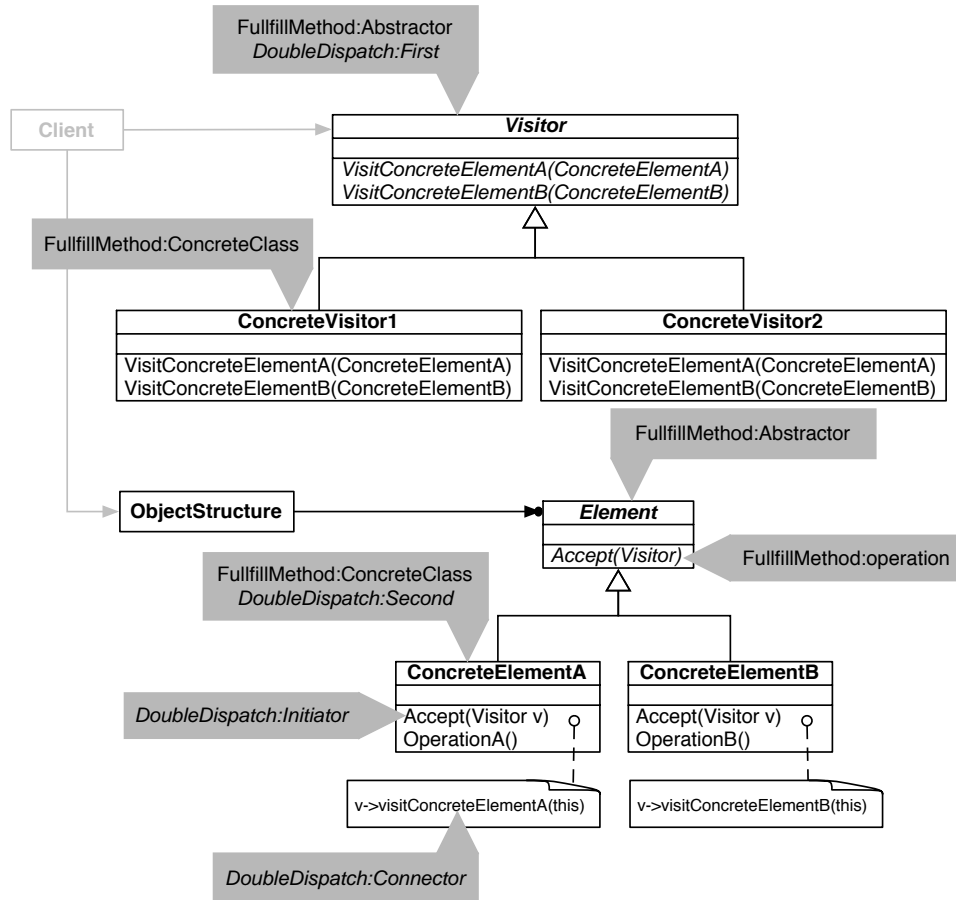 FullfillMethod:Abstractor
DoubleDispatch:First
Client
Visitor
VisitConcreteElementA(ConcreteElementA)
VisitConcreteElementB(ConcreteElementB)
FullfillMethod:ConcreteClass
ConcreteVisitor1
VisitConcreteElementA(ConcreteElementA)
VisitConcreteElementB(ConcreteElementB)
ConcreteVisitor2
VisitConcreteElementA(ConcreteElementA)
VisitConcreteElementB(ConcreteElementB)
FullfillMethod:Abstractor
ObjectStructure
Element
Accept(Visitor)
FullfillMethod:operation
FullfillMethod:ConcreteClass
DoubleDispatch:Second
ConcreteElementA
Accept(Visitor v)
OperationA()
ConcreteElementB
Accept(Visitor v)
OperationB()
DoubleDispatch:Initiator
v->visitConcreteElementA(this)
v->visitConcreteElementB(this)
DoubleDispatch:Connector